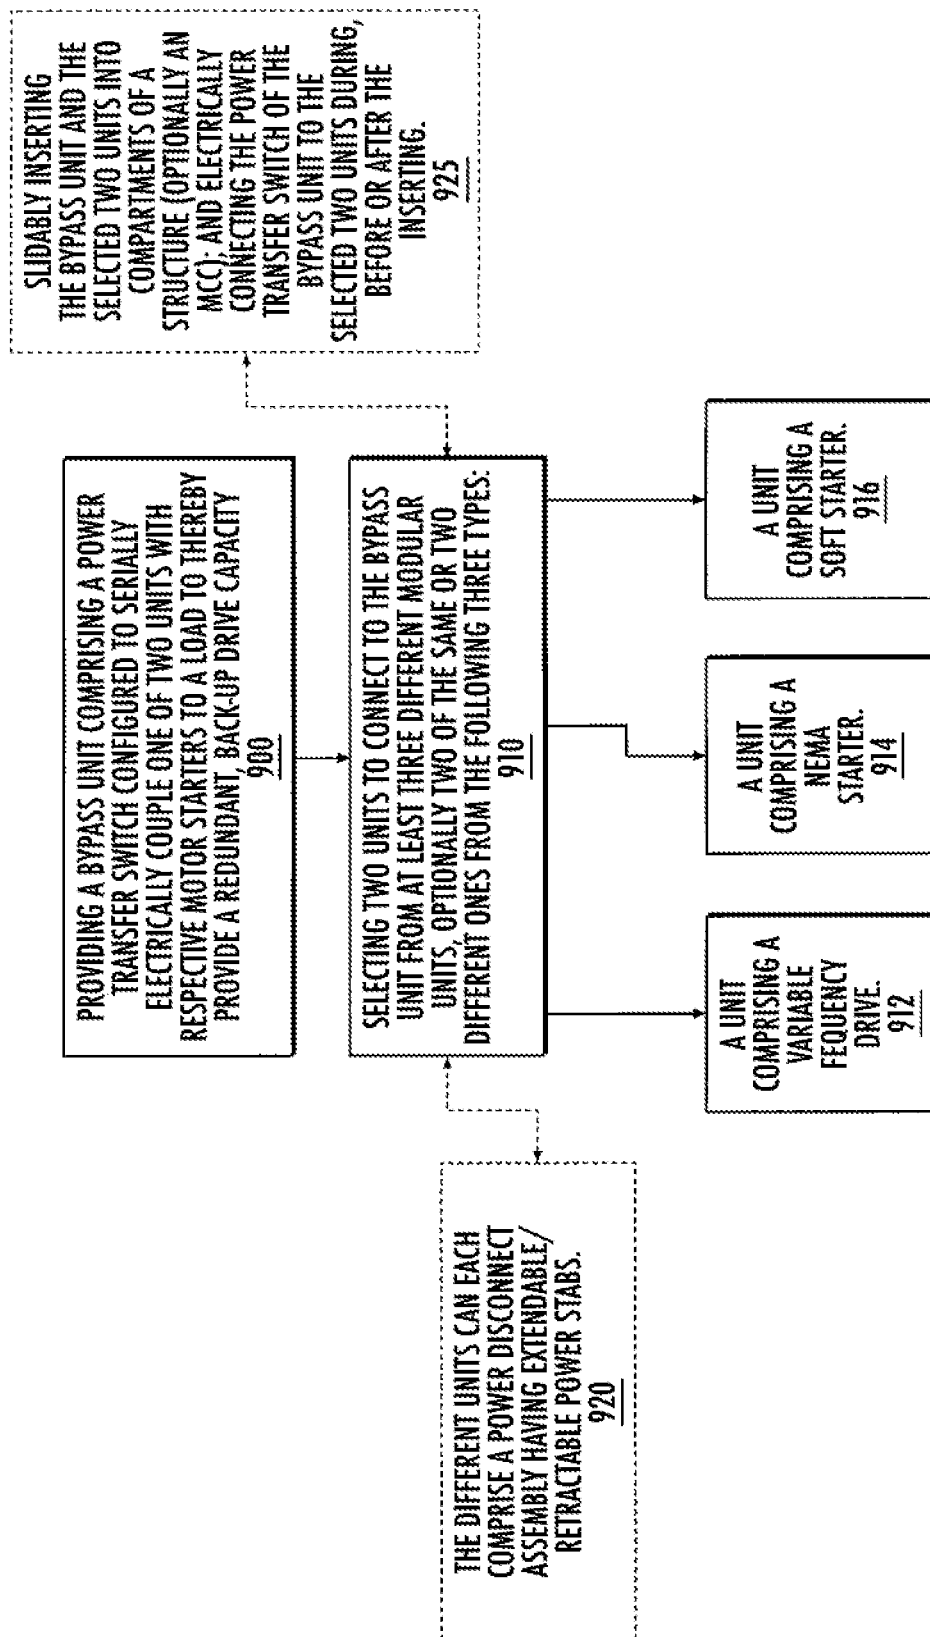 PROVIDING A BYPASS UNIT COMPRISING A POWER
TRANSFER SWITCH CONFIGURED TO SERIALLY
ELECTRICALLY COUPLE ONE OF TWO UNITS WITH
RESPECTIVE MOTOR STARTERS TO A LOAD TO THEREBY
PROVIDE A REDUNDANT, BACK-UP DRIVE CAPACITY
900
SELECTING TWO UNITS TO CONNECT TO THE BYPASS
UNIT FROM AT LEAST THREE DIFFERENT MODULAR
UNITS, OPTIONALLY TWO OF THE SAME OR TWO
DIFFERENT ONES FROM THE FOLLOWING THREE TYPES:
910
A UNIT
COMPRISING A
VARIABLE
FEQUENCY
DRIVE.
912
A UNIT
COMPRISING A
NEMA
STARTER.
914
A UNIT
COMPRISING A
SOFT STARTER.
916
THE DIFFERENT UNITS CAN EACH
COMPRISE A POWER DISCONNECT
ASSEMBLY HAVING EXTENDABLE/
RETRACTABLE POWER STABS.
920
SLIDABLY INSERTING
THE BYPASS UNIT AND THE
SELECTED TWO UNITS INTO
COMPARTMENTS OF A
STRUCTURE (OPTIONALLY AN
MCC); AND ELECTRICALLY
CONNECTING THE POWER
TRANSFER SWITCH OF THE
BYPASS UNIT TO THE
SELECTED TWO UNITS DURING,
BEFORE OR AFTER THE
INSERTING.
925